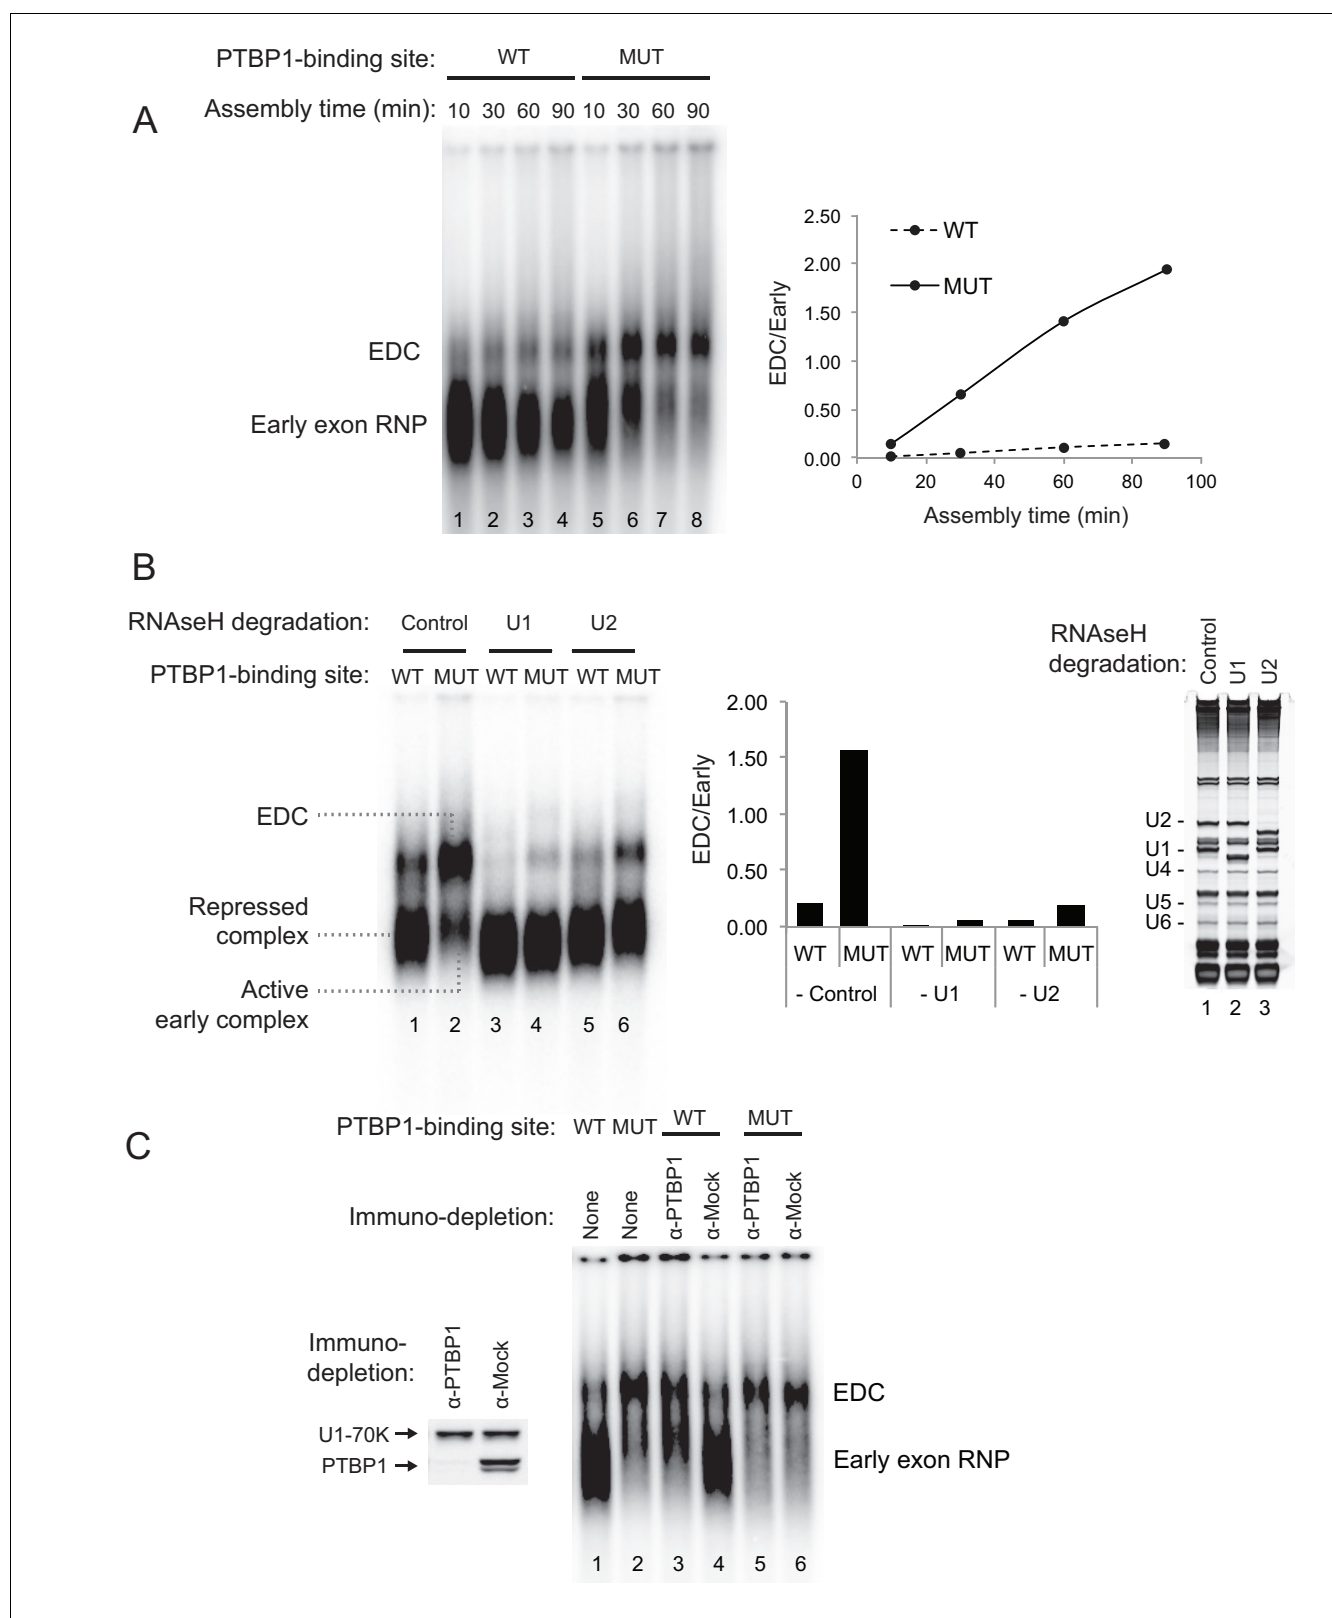 A
PTBP1-binding site: WT MUT
Assembly time (min): 10 30 60 90 10 30 60 90
EDC
Early exon RNP
1 2 3 4 5 6 7 8
EDC/Early
2.50
2.00
1.50
1.00
0.50
0.00
WT
MUT
0 20 40 60 80 100
Assembly time (min)
B
RNAseH degradation: Control U1 U2
PTBP1-binding site: WT MUT WT MUT WT MUT
EDC
Repressed
complex
Active
early complex
1 2 3 4 5 6
EDC/Early
2.00
1.50
1.00
0.50
0.00
WT MUT WT MUT WT MUT
- Control - U1 - U2
RNAseH
degradation: Control U1 U2
U2 -
U1 -
U4 -
U5 -
U6 -
1 2 3
C
PTBP1-binding site: WT MUT WT MUT
Immuno-depletion: None None α-PTBP1 α-Mock α-PTBP1 α-Mock
EDC
Early exon RNP
1 2 3 4 5 6
Immuno-
depletion: α-PTBP1 α-Mock
U1-70K
PTBP1